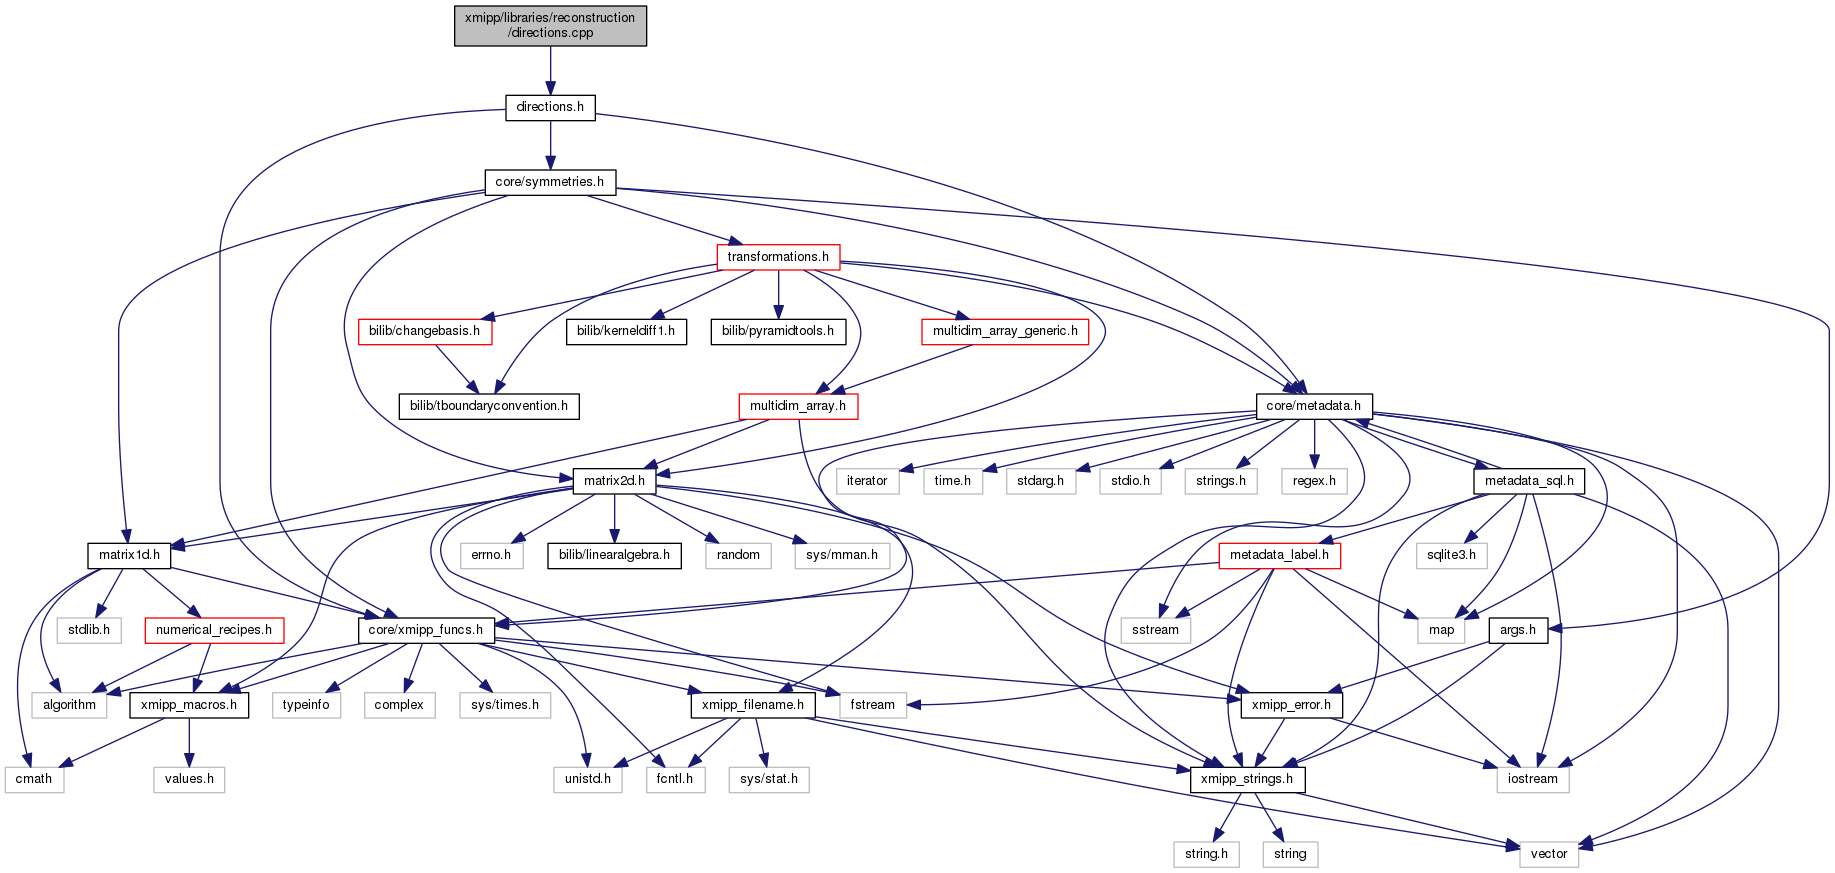 xmipp/libraries/reconstruction
/directions.cpp
directions.h
core/symmetries.h
transformations.h
bilib/changebasis.h
bilib/kerneldiff1.h
bilib/pyramidtools.h
multidim_array_generic.h
bilib/tboundaryconvention.h
multidim_array.h
core/metadata.h
matrix2d.h
iterator
time.h
stdarg.h
stdio.h
strings.h
regex.h
metadata_sql.h
matrix1d.h
errno.h
bilib/linearalgebra.h
random
sys/mman.h
metadata_label.h
sqlite3.h
stdlib.h
numerical_recipes.h
core/xmipp_funcs.h
sstream
map
args.h
algorithm
xmipp_macros.h
typeinfo
complex
sys/times.h
xmipp_filename.h
fstream
xmipp_error.h
cmath
values.h
unistd.h
fcntl.h
sys/stat.h
xmipp_strings.h
iostream
string.h
string
vector